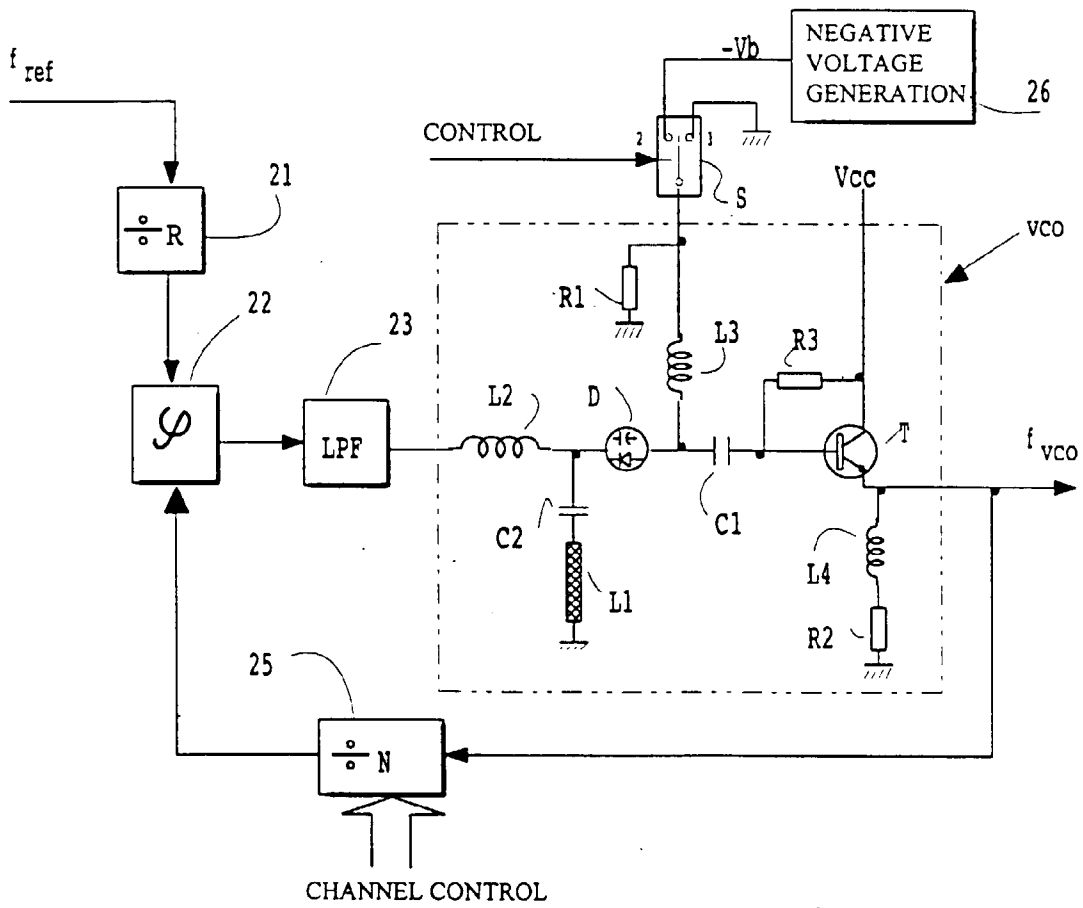 NEGATIVE
VOLTAGE
GENERATION
26
-Vb
f ref
CONTROL
2
3
S
Vcc
21
÷ R
vco
R1
22
23
L3
R3
φ
LPF
L2
D
T
f vco
C2
C1
L1
L4
R2
25
÷ N
CHANNEL CONTROL